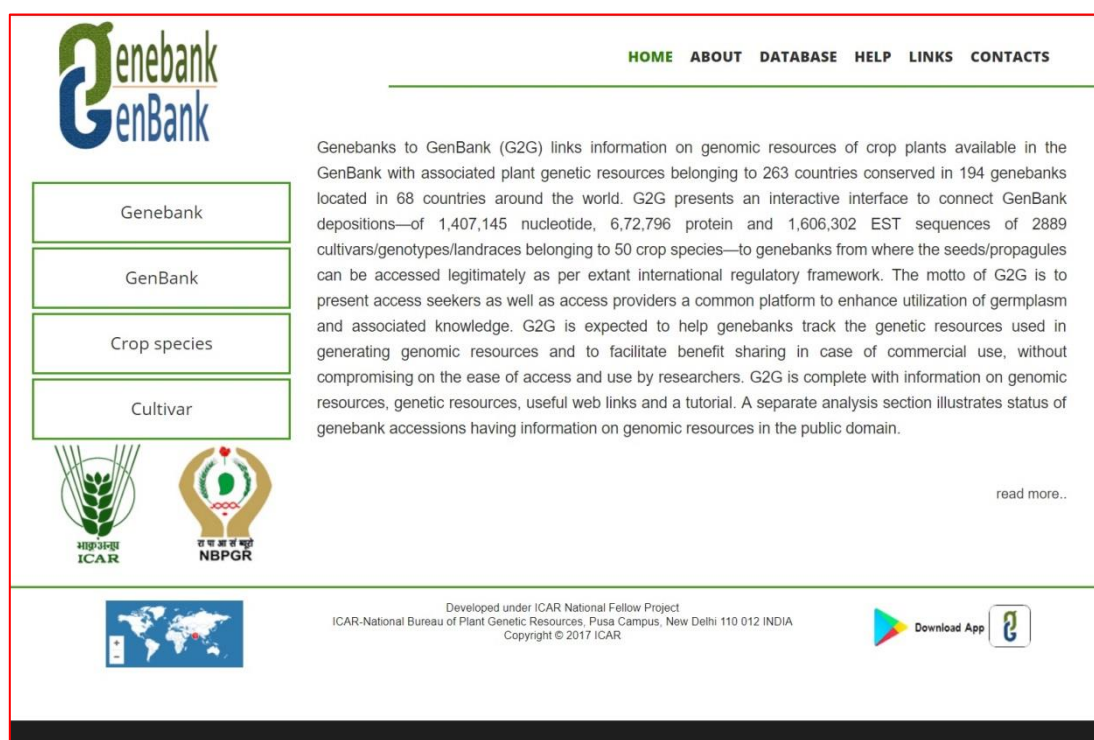 Genebank
GenBank
HOME ABOUT DATABASE HELP LINKS CONTACTS
Genebank
GenBank
Crop species
Cultivar
Genebanks to GenBank (G2G) links information on genomic resources of crop plants available in the
GenBank with associated plant genetic resources belonging to 263 countries conserved in 194 genebanks
located in 68 countries around the world. G2G presents an interactive interface to connect GenBank
depositions—of 1,407,145 nucleotide, 6,72,796 protein and 1,606,302 EST sequences of 2889
cultivars/genotypes/landraces belonging to 50 crop species—to genebanks from where the seeds/propagules
can be accessed legitimately as per extant international regulatory framework. The motto of G2G is to
present access seekers as well as access providers a common platform to enhance utilization of germplasm
and associated knowledge. G2G is expected to help genebanks track the genetic resources used in
generating genomic resources and to facilitate benefit sharing in case of commercial use, without
compromising on the ease of access and use by researchers. G2G is complete with information on genomic
resources, genetic resources, useful web links and a tutorial. A separate analysis section illustrates status of
genebank accessions having information on genomic resources in the public domain.
read more..
भाकृअनुप
ICAR
रा पा आ सं ब्यूरो
NBPGR
+
−
Developed under ICAR National Fellow Project
ICAR-National Bureau of Plant Genetic Resources, Pusa Campus, New Delhi 110 012 INDIA
Copyright © 2017 ICAR
Download App